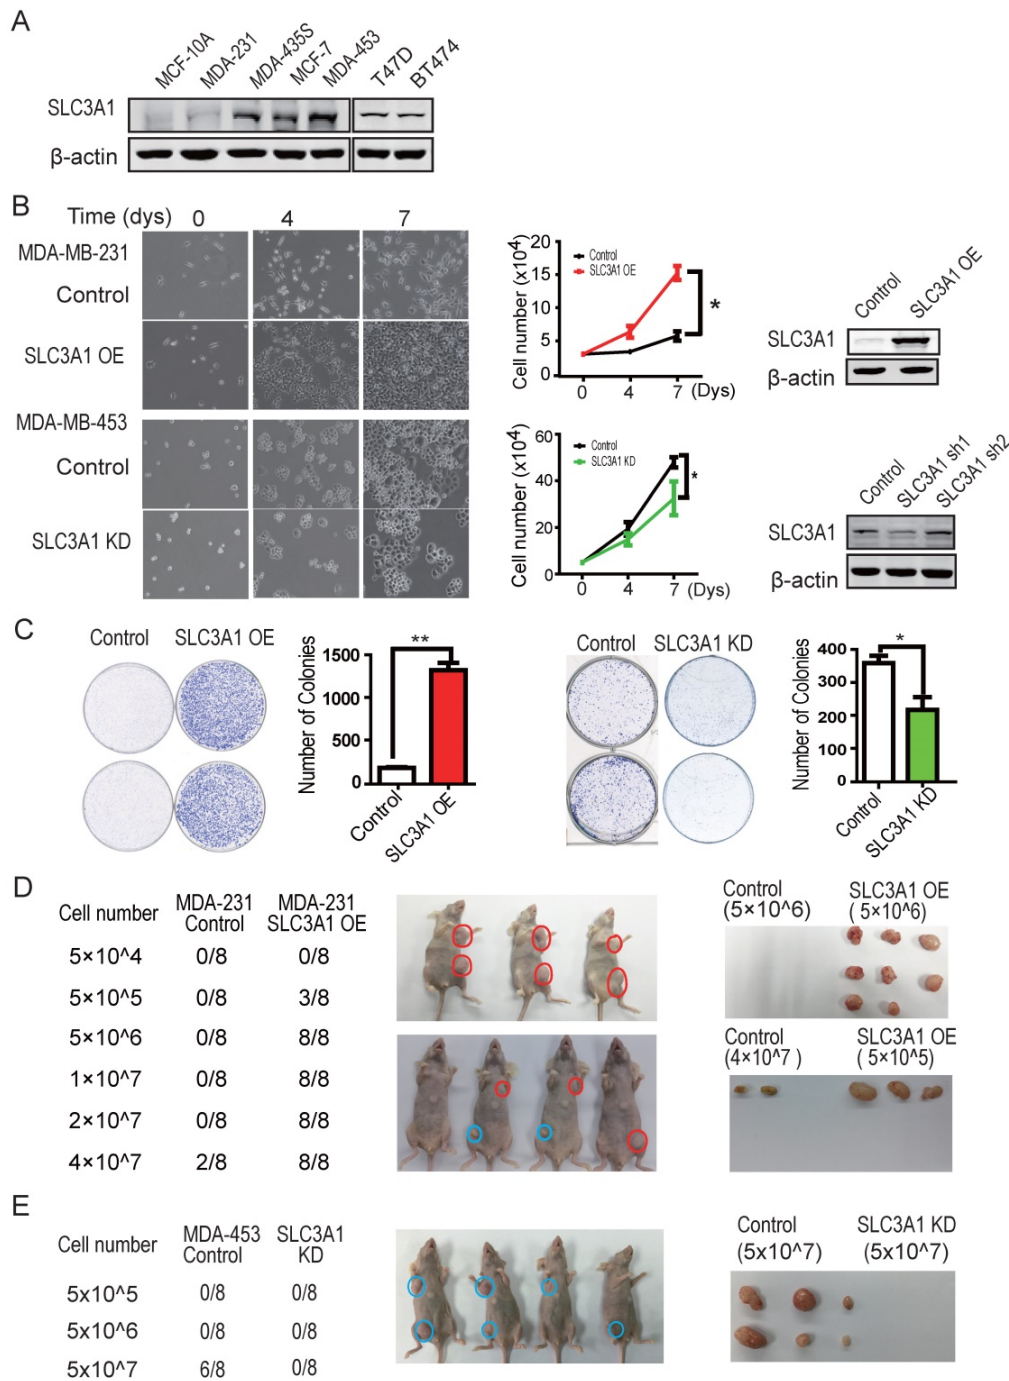 A
MCF-10A MDA-231 MDA-435S MCF-7 MDA-453 T47D BT474
SLC3A1
β-actin
B
Time (dys) 0 4 7
MDA-MB-231
Control
SLC3A1 OE
MDA-MB-453
Control
SLC3A1 KD
Cell number (x10⁴)
20
15
10
5
0
Control
SLC3A1 OE
*
0 4 7 (Dys)
Control SLC3A1 OE
SLC3A1
β-actin
Cell number (x10⁴)
60
40
20
0
Control
SLC3A1 KD
*
0 4 7 (Dys)
Control SLC3A1 sh1 SLC3A1 sh2
SLC3A1
β-actin
C
Control SLC3A1 OE
Number of Colonies
1500
1000
500
0
**
Control SLC3A1 OE
Control SLC3A1 KD
Number of Colonies
400
300
200
100
0
*
Control SLC3A1 KD
D
Cell number MDA-231 Control MDA-231 SLC3A1 OE
5×10^4 0/8 0/8
5×10^5 0/8 3/8
5×10^6 0/8 8/8
1×10^7 0/8 8/8
2×10^7 0/8 8/8
4×10^7 2/8 8/8
Control SLC3A1 OE
(5×10^6) ( 5×10^6)
Control SLC3A1 OE
(4×10^7 ) ( 5×10^5)
E
Cell number MDA-453 Control SLC3A1 KD
5x10^5 0/8 0/8
5x10^6 0/8 0/8
5x10^7 6/8 0/8
Control SLC3A1 KD
(5x10^7) (5x10^7)